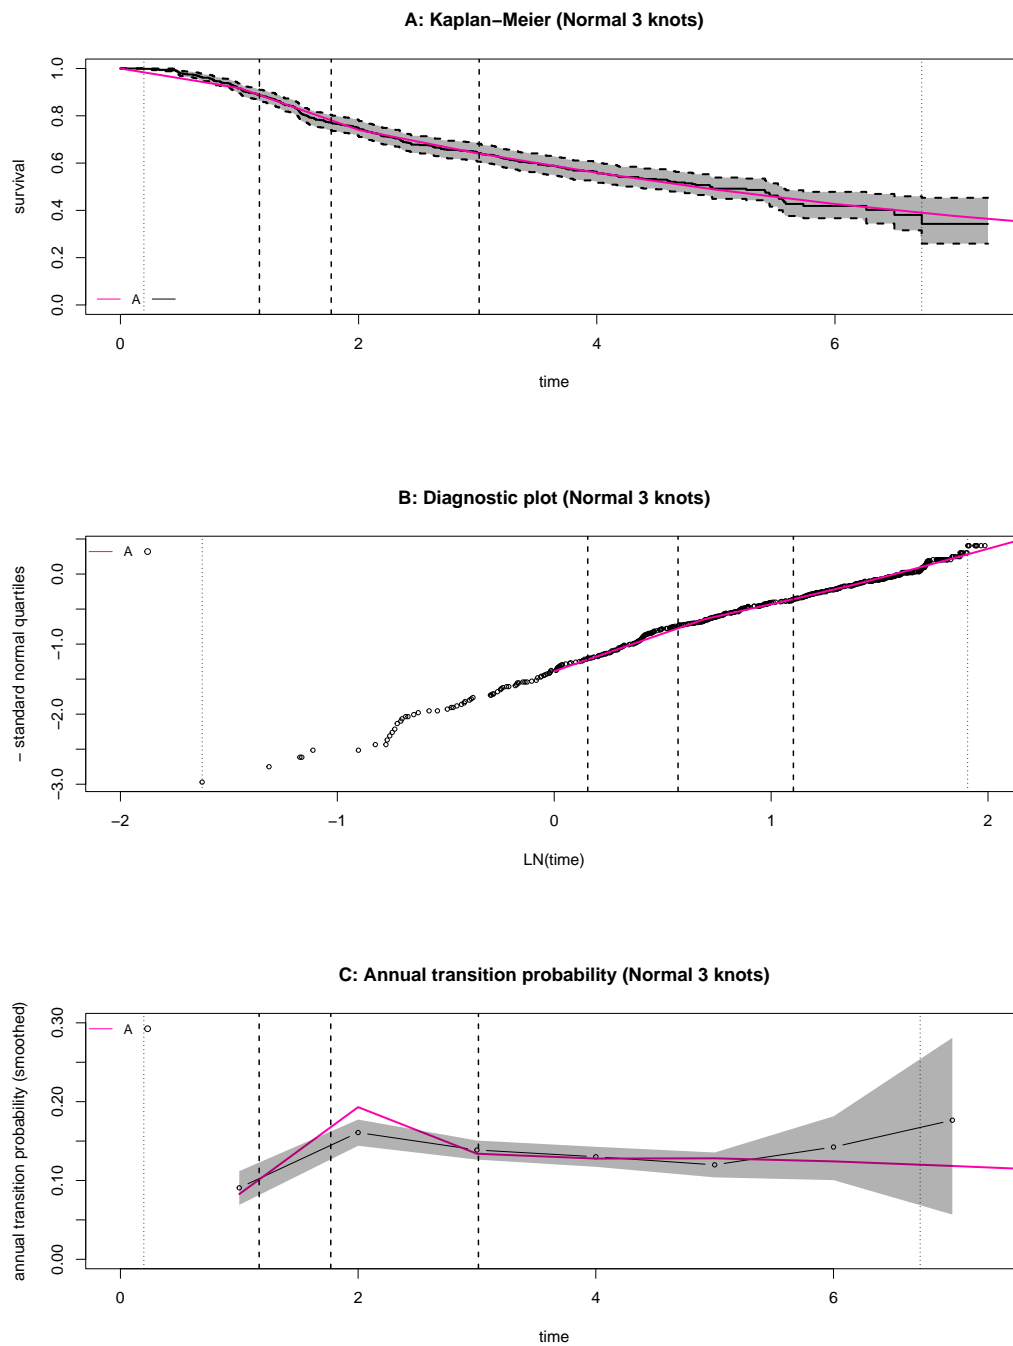 A: Kaplan−Meier (Normal 3 knots)
survival
1.0
0.8
0.6
0.4
0.2
0.0
A
0 2 4 6
time
B: Diagnostic plot (Normal 3 knots)
− standard normal quartiles
A
0.0
−1.0
−2.0
−3.0
−2 −1 0 1 2
LN(time)
C: Annual transition probability (Normal 3 knots)
annual transition probability (smoothed)
A
0.30
0.20
0.10
0.00
0 2 4 6
time